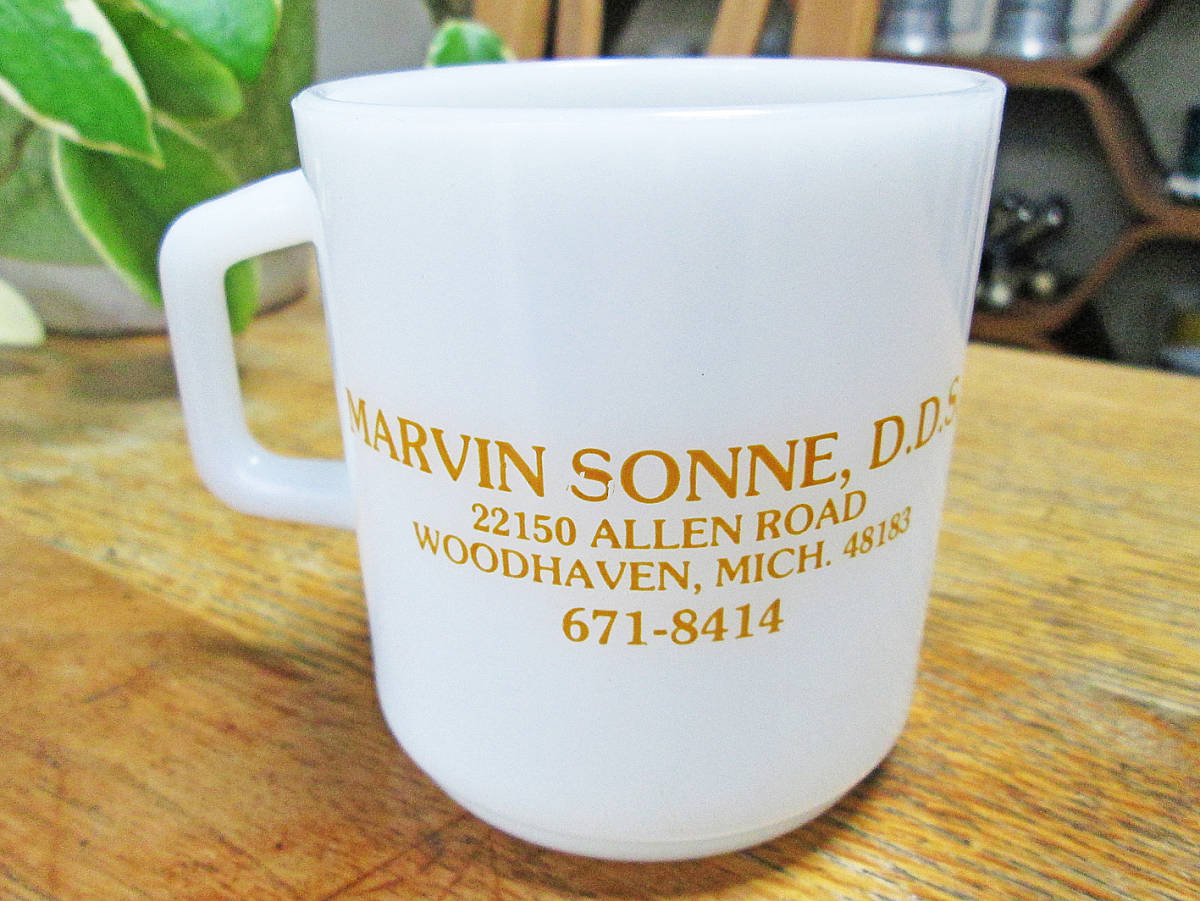 MARVIN SONNE, D.D.S.
22150 ALLEN ROAD
WOODHAVEN, MICH. 48183
671-8414